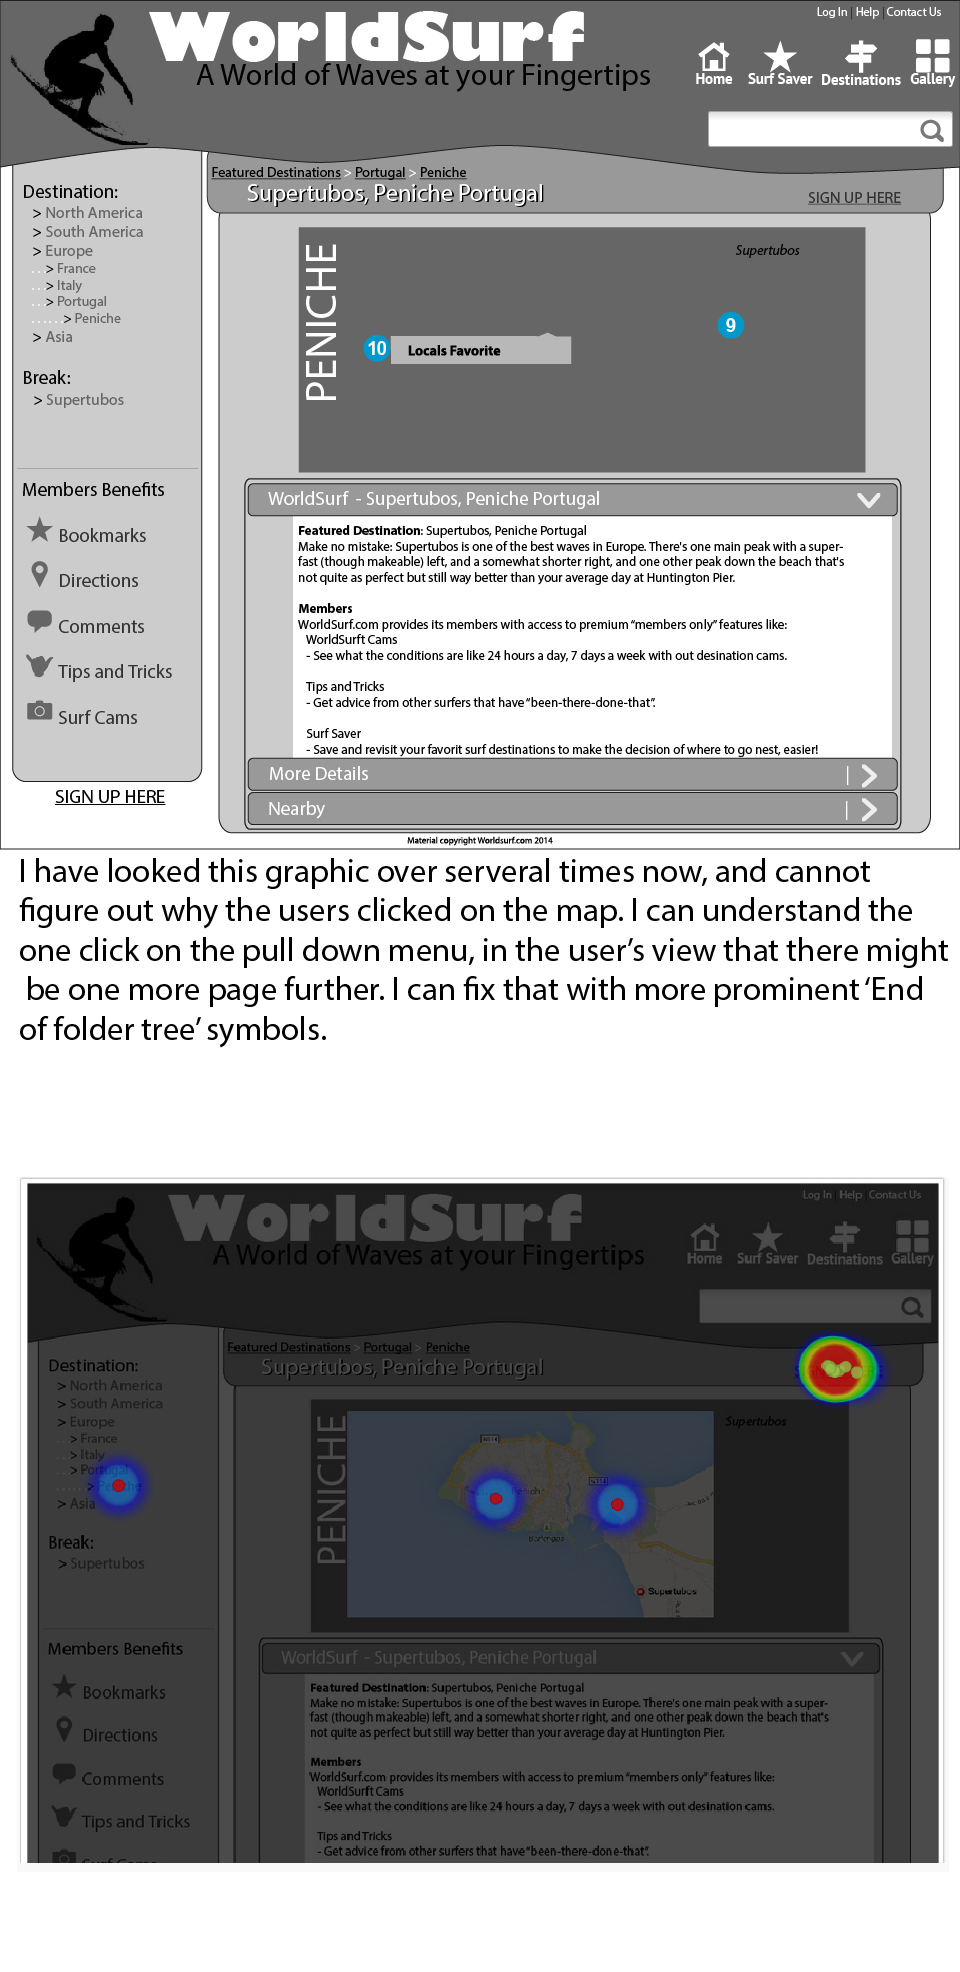 Log In | Help | Contact Us
WorldSurf
A World of Waves at your Fingertips
Home Surf Saver Destinations Gallery
Featured Destinations > Portugal > Peniche
Supertubos, Peniche Portugal
SIGN UP HERE
Destination:
> North America
> South America
> Europe
. . . > France
. . . > Italy
. . . > Portugal
. . . . . . > Peniche
> Asia
Break:
> Supertubos
Members Benefits
Bookmarks
Directions
Comments
Tips and Tricks
Surf Cams
SIGN UP HERE
PENICHE
Supertubos
9
10 Locals Favorite
WorldSurf - Supertubos, Peniche Portugal
Featured Destination: Supertubos, Peniche Portugal
Make no mistake: Supertubos is one of the best waves in Europe. There's one main peak with a super-
fast (though makeable) left, and a somewhat shorter right, and one other peak down the beach that's
not quite as perfect but still way better than your average day at Huntington Pier.
Members
WorldSurf.com provides its members with access to premium “members only” features like:
WorldSurft Cams
- See what the conditions are like 24 hours a day, 7 days a week with out desination cams.
Tips and Tricks
- Get advice from other surfers that have “been-there-done-that”.
Surf Saver
- Save and revisit your favorit surf destinations to make the decision of where to go nest, easier!
More Details |
Nearby |
Material copyright Worldsurf.com 2014
I have looked this graphic over serveral times now, and cannot
figure out why the users clicked on the map. I can understand the
one click on the pull down menu, in the user’s view that there might
be one more page further. I can fix that with more prominent ‘End
of folder tree’ symbols.
Log In | Help | Contact Us
WorldSurf
A World of Waves at your Fingertips
Home Surf Saver Destinations Gallery
Featured Destinations > Portugal > Peniche
Supertubos, Peniche Portugal
Destination:
> North America
> South America
> Europe
. . > France
. . > Italy
. . > Portugal
> Asia
Break:
> Supertubos
Members Benefits
Bookmarks
Directions
Comments
Tips and Tricks
Surf Cams
PENICHE
Supertubos
Supertubos
WorldSurf - Supertubos, Peniche Portugal
Featured Destination: Supertubos, Peniche Portugal
Make no mistake: Supertubos is one of the best waves in Europe. There's one main peak with a super-
fast (though makeable) left, and a somewhat shorter right, and one other peak down the beach that's
not quite as perfect but still way better than your average day at Huntington Pier.
Members
WorldSurf.com provides its members with access to premium “members only” features like:
WorldSurft Cams
- See what the conditions are like 24 hours a day, 7 days a week with out desination cams.
Tips and Tricks
- Get advice from other surfers that have “been-there-done-that”.